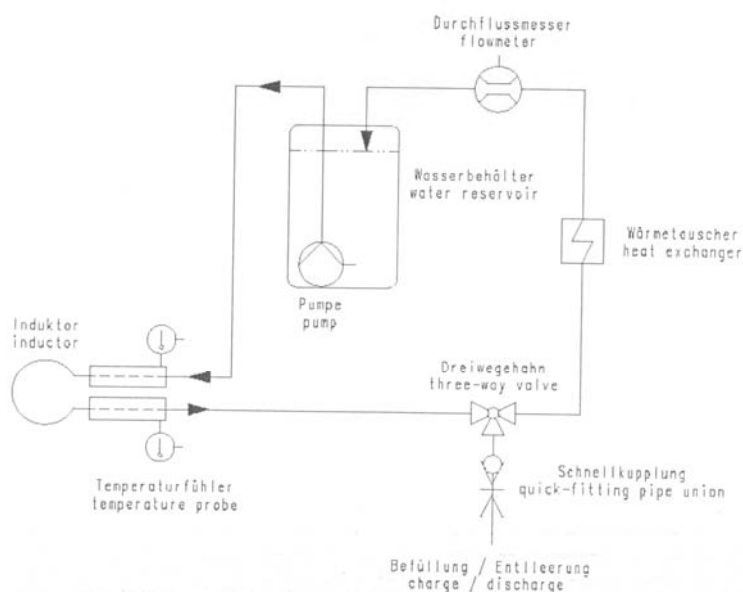 Durchflussmesser
flowmeter
Wasserbehälter
water reservoir
Wärmetauscher
heat exchanger
Pumpe
pump
Induktor
inductor
Dreiwegehahn
three-way valve
Temperaturfühler
temperature probe
Schnellkupplung
quick-fitting pipe union
Befüllung / Entlleerung
charge / discharge